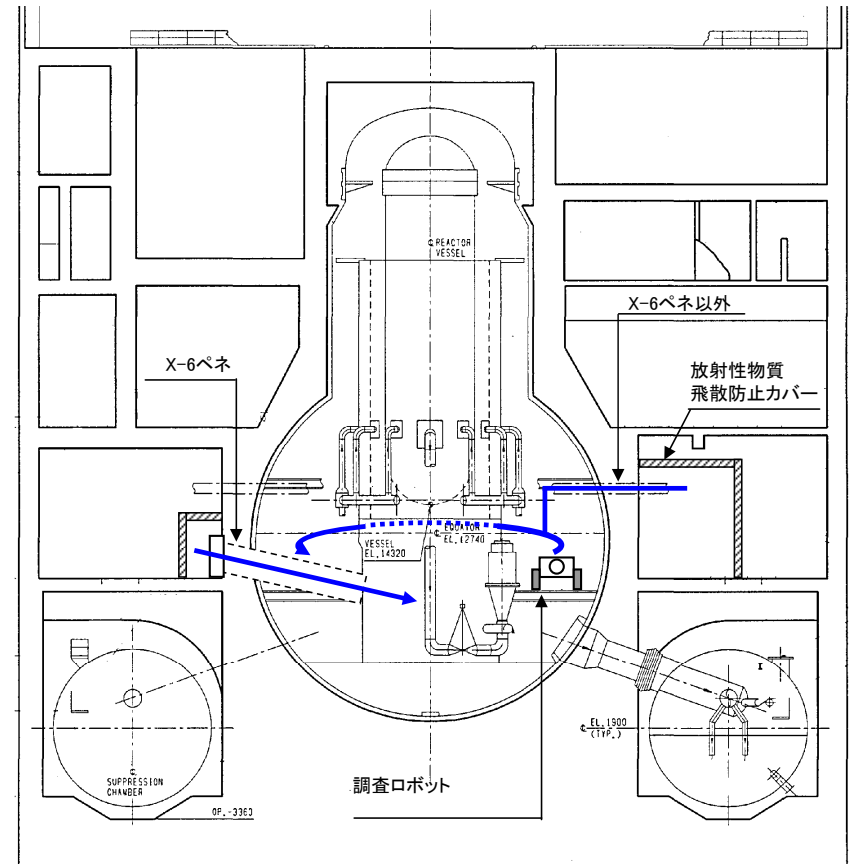 ℄ REACTOR
VESSEL
X-6ペネ以外
X-6ペネ
放射性物質
飛散防止カバー
℄ EQUATOR
EL.12740
VESSEL
EL.14320
℄ EL.1900
(TYP.)
℄
SUPPRESSION
CHAMBER
OP.-3360
調査ロボット
I